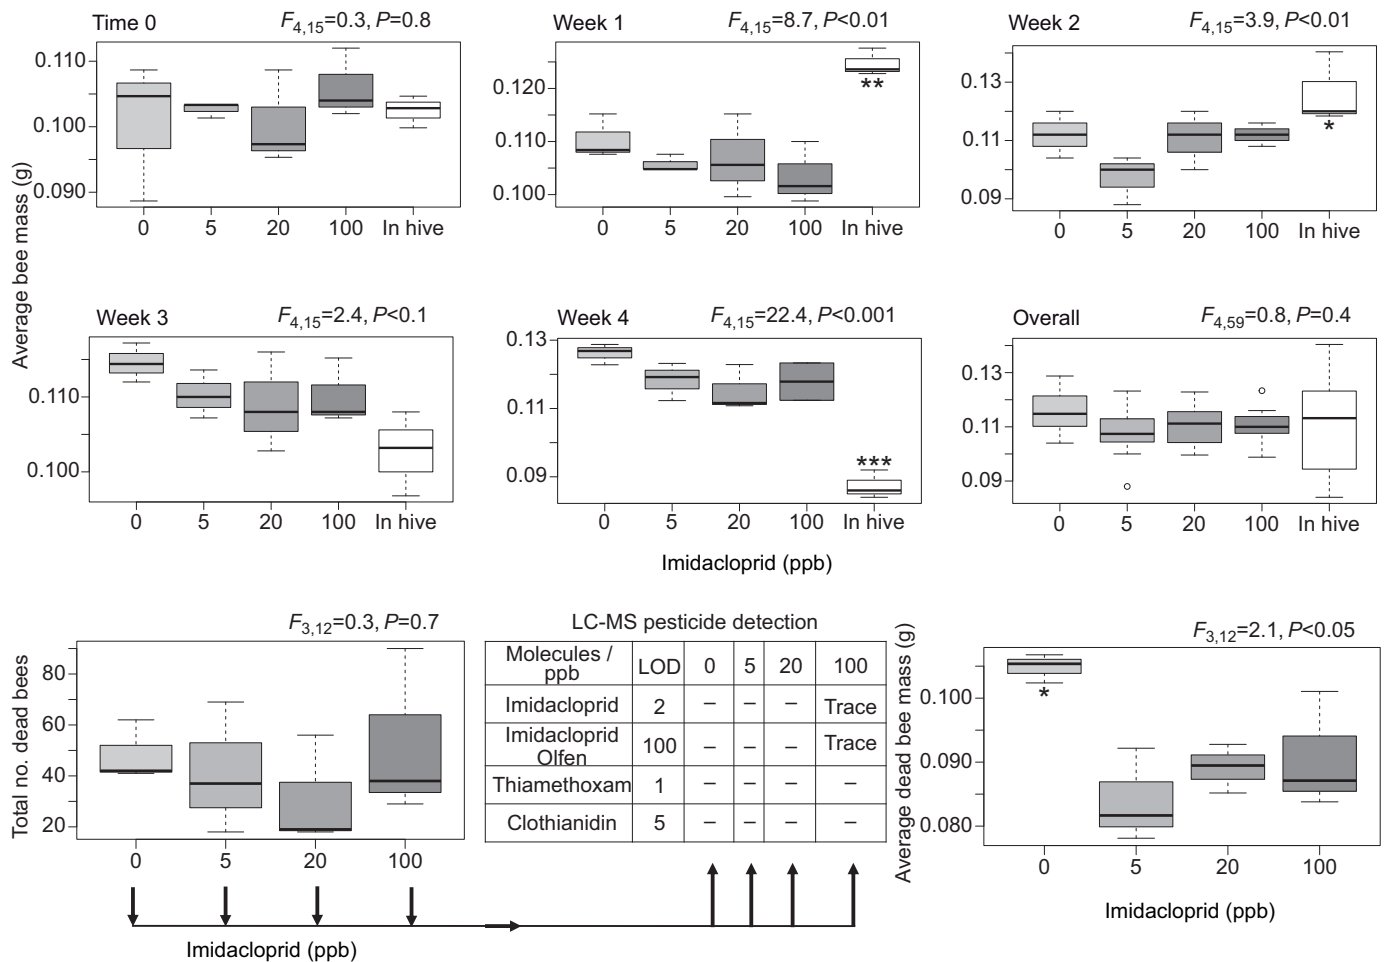 Time 0
F4,15=0.3, P=0.8
Week 1
F4,15=8.7, P<0.01
Week 2
F4,15=3.9, P<0.01
Average bee mass (g)
0.110
0.100
0.090
0 5 20 100 In hive
0.120
0.110
0.100
**
0 5 20 100 In hive
0.13
0.11
0.09
*
0 5 20 100 In hive
Week 3
F4,15=2.4, P<0.1
Week 4
F4,15=22.4, P<0.001
Overall
F4,59=0.8, P=0.4
0.110
0.100
0 5 20 100 In hive
0.13
0.11
0.09
***
0 5 20 100 In hive
0.13
0.11
0.09
0 5 20 100 In hive
Imidacloprid (ppb)
F3,12=0.3, P=0.7
Total no. dead bees
80
60
40
20
0 5 20 100
Imidacloprid (ppb)
LC-MS pesticide detection
Molecules / ppb LOD 0 5 20 100
Imidacloprid 2 – – – Trace
Imidacloprid Olfen 100 – – – Trace
Thiamethoxam 1 – – – –
Clothianidin 5 – – – –
F3,12=2.1, P<0.05
Average dead bee mass (g)
0.100
0.090
0.080
*
0 5 20 100
Imidacloprid (ppb)